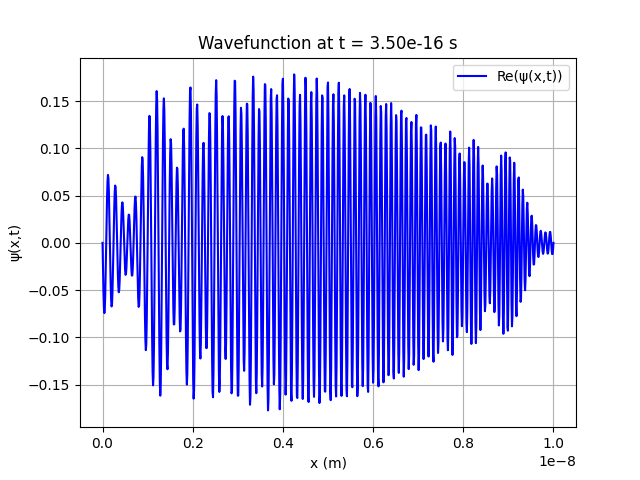 Wavefunction at t = 3.50e-16 s
Re(ψ(x,t))
ψ(x,t)
0.15
0.10
0.05
0.00
−0.05
−0.10
−0.15
0.0 0.2 0.4 0.6 0.8 1.0
1e−8
x (m)